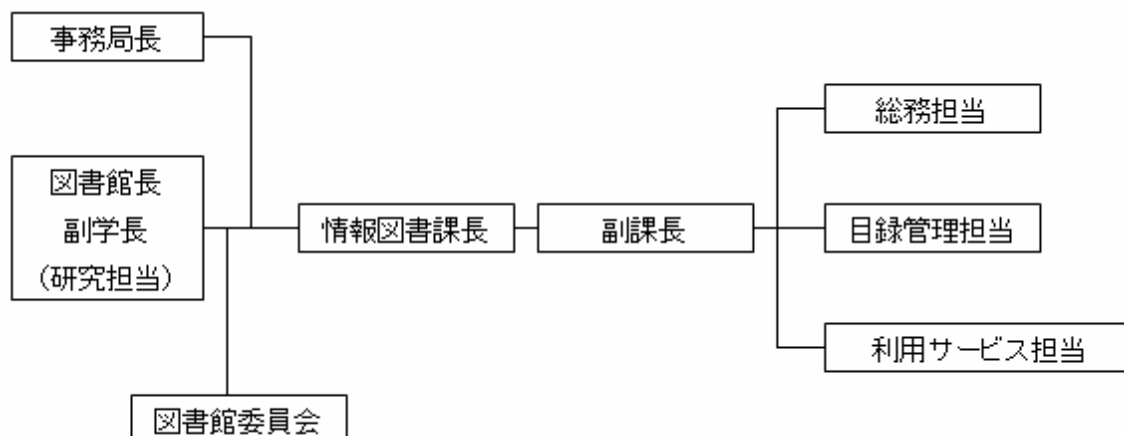 事務局長
図書館長
副学長
（研究担当）
情報図書課長
副課長
総務担当
目録管理担当
利用サービス担当
図書館委員会